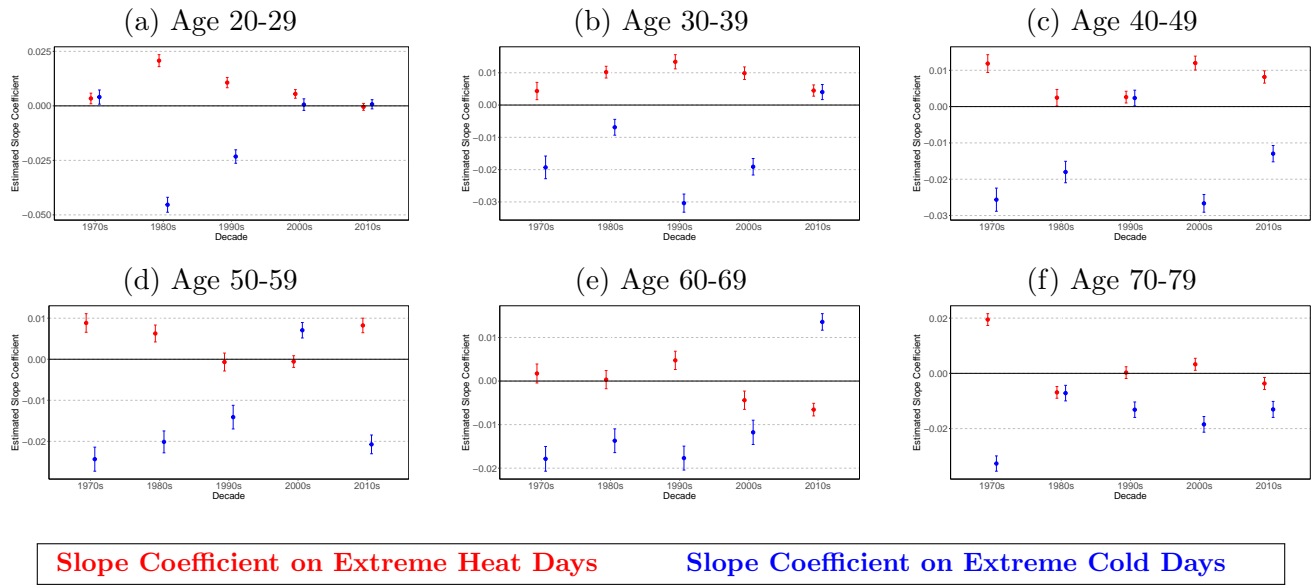 (a) Age 20-29
(b) Age 30-39
(c) Age 40-49
Estimated Slope Coefficient
0.025
0.000
−0.025
−0.050
1970s 1980s 1990s 2000s 2010s
Decade
Estimated Slope Coefficient
0.01
0.00
−0.01
−0.02
−0.03
1970s 1980s 1990s 2000s 2010s
Decade
Estimated Slope Coefficient
0.01
0.00
−0.01
−0.02
−0.03
1970s 1980s 1990s 2000s 2010s
Decade
(d) Age 50-59
(e) Age 60-69
(f) Age 70-79
Estimated Slope Coefficient
0.01
0.00
−0.01
−0.02
1970s 1980s 1990s 2000s 2010s
Decade
Estimated Slope Coefficient
0.01
0.00
−0.01
−0.02
1970s 1980s 1990s 2000s 2010s
Decade
Estimated Slope Coefficient
0.02
0.00
−0.02
1970s 1980s 1990s 2000s 2010s
Decade
Slope Coefficient on Extreme Heat Days
Slope Coefficient on Extreme Cold Days